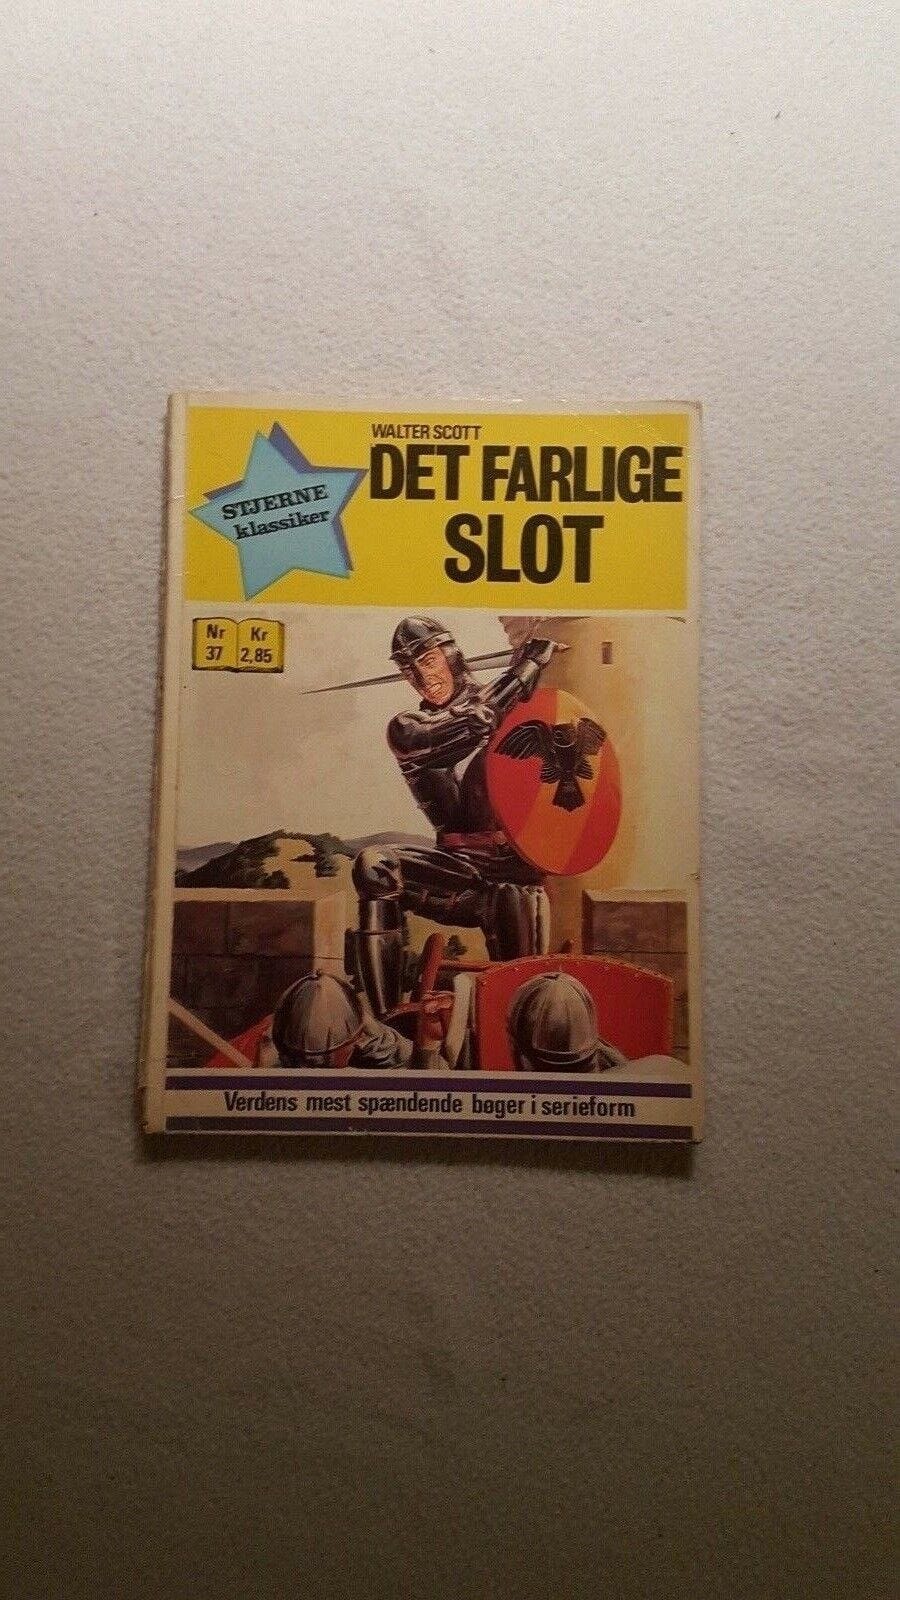 STJERNE
klassiker
WALTER SCOTT
DET FARLIGE
SLOT
Nr Kr
37 2,85
Verdens mest spændende bøger i serieform